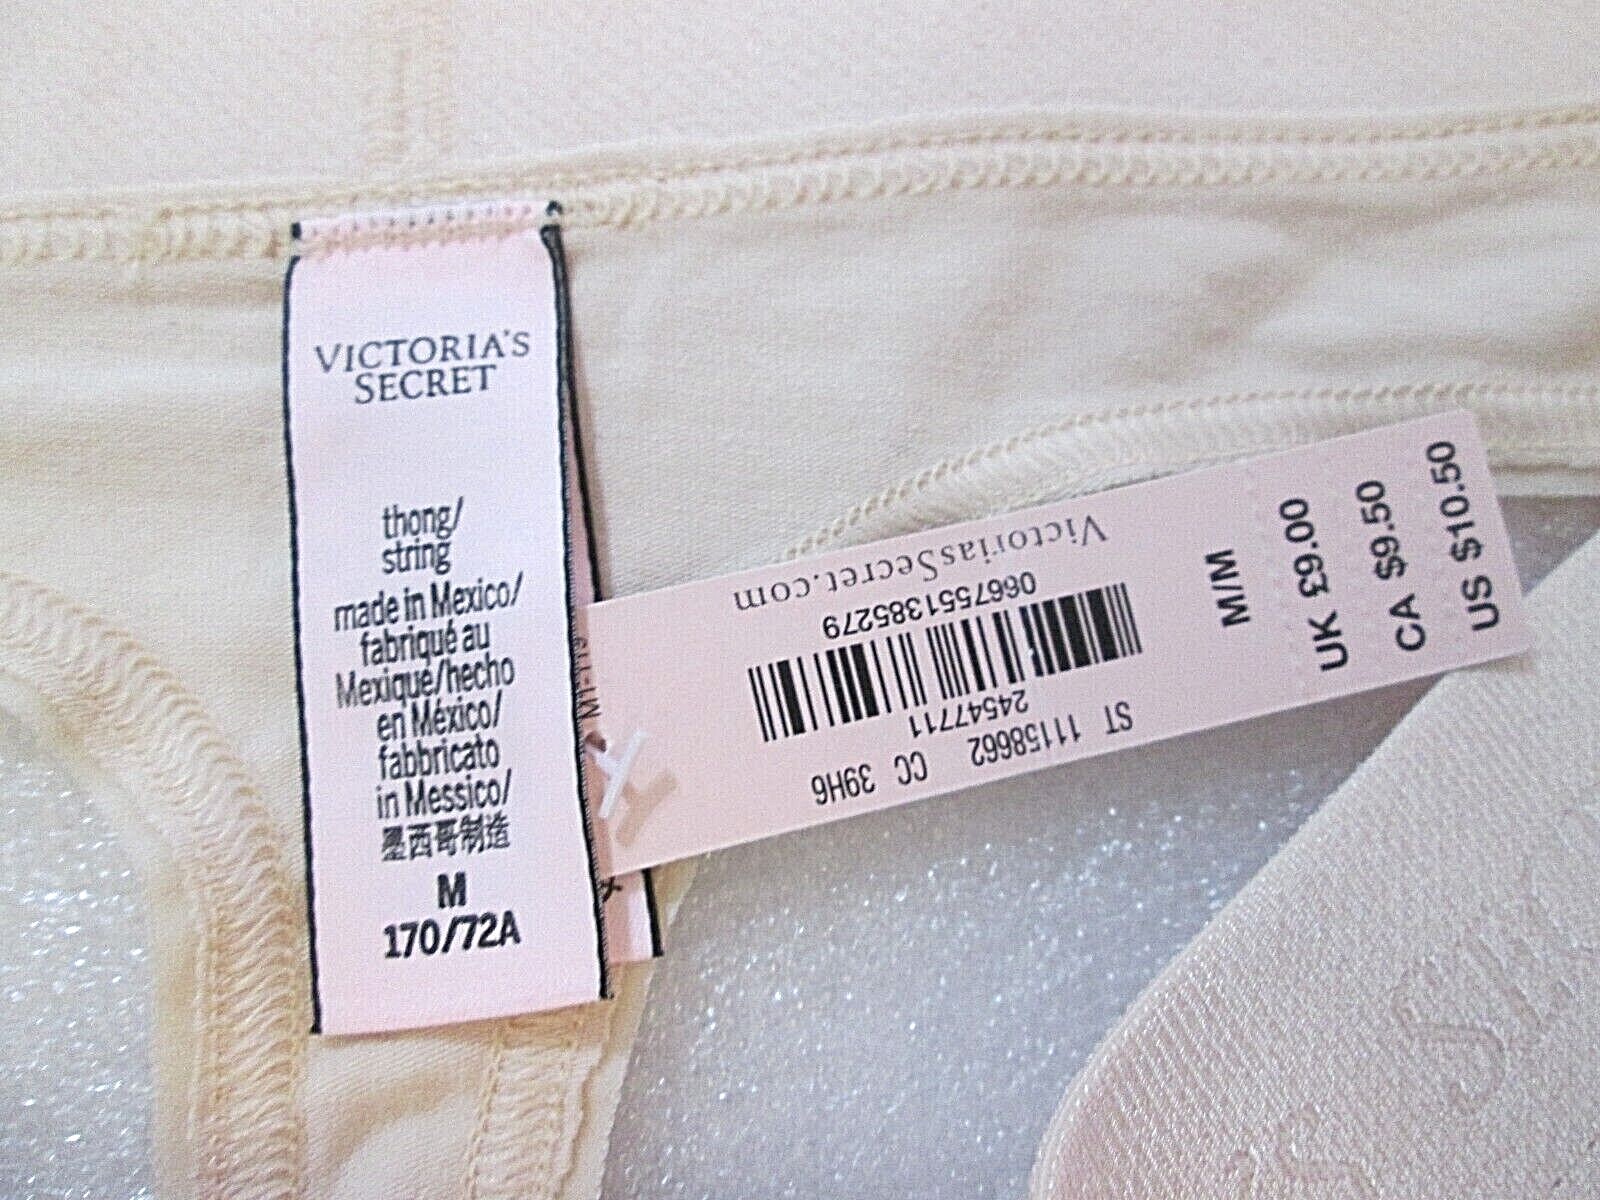 VICTORIA'S
SECRET
thong/
string
made in Mexico/
fabriqué au
Mexique/hecho
en México/
fabbricato
in Messico/
墨西哥制造
M
170/72A
VictoriasSecret.com
0667551385279
24547711
ST 11158662 CC 39H6
M/M
UK £9.00
CA $9.50
US $10.50